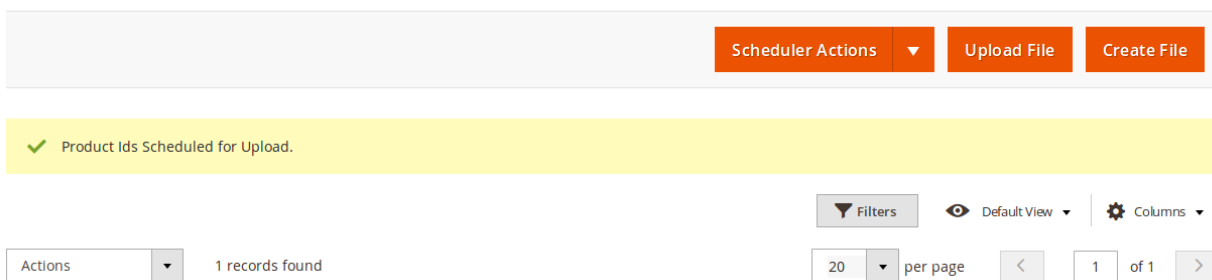 Scheduler Actions Upload File Create File
Product Ids Scheduled for Upload.
Filters Default View Columns
Actions 1 records found 20 per page 1 of 1